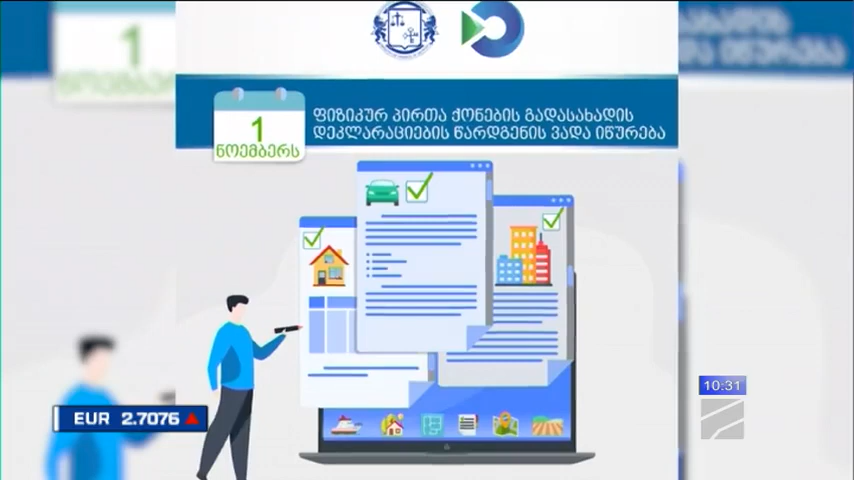 ფიზიკურ პირთა ქონების გადასახადის
დეკლარაციების წარდგენის ვადა იწურება
1
ნოემბერს
10:31
EUR 2.7076